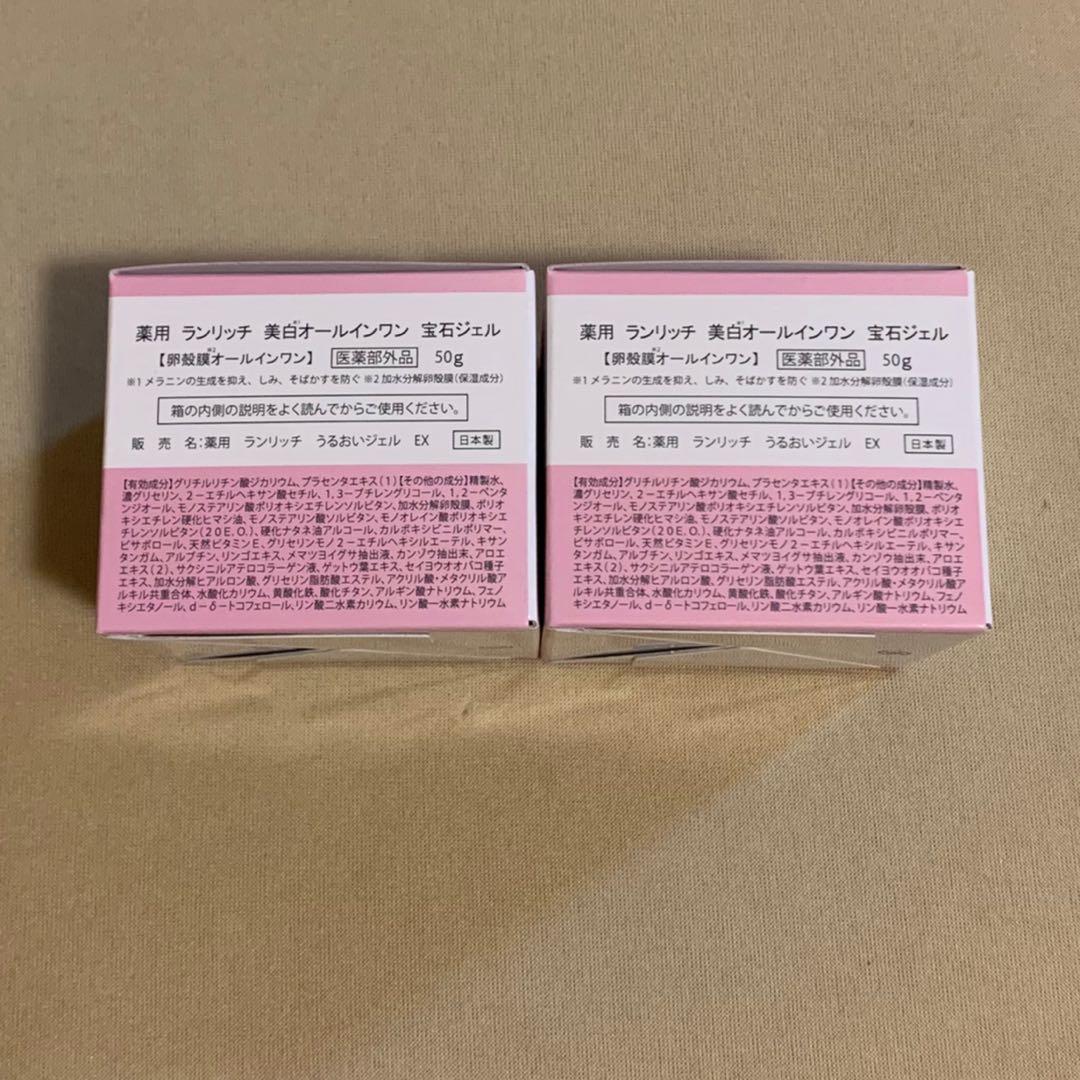 薬用 ランリッチ 美白※1オールインワン 宝石ジェル
【卵殻膜※2オールインワン】 医薬部外品 50g
※1 メラニンの生成を抑え、しみ、そばかすを防ぐ ※2 加水分解卵殻膜(保湿成分)
箱の内側の説明をよく読んでからご使用ください。
販 売 名:薬用 ランリッチ うるおいジェル EX 日本製
【有効成分】グリチルリチン酸ジカリウム、プラセンタエキス(1)【その他の成分】精製水、
濃グリセリン、2-エチルヘキサン酸セチル、1,3-ブチレングリコール、1,2-ペンタ
ンジオール、モノステアリン酸ポリオキシエチレンソルビタン、加水分解卵殻膜、ポリオ
キシエチレン硬化ヒマシ油、モノステアリン酸ソルビタン、モノオレイン酸ポリオキシエ
チレンソルビタン(20E.O.)、硬化ナタネ油アルコール、カルボキシビニルポリマー、
ビサボロール、天然ビタミンE、グリセリンモノ2-エチルヘキシルエーテル、キサン
タンガム、アルブチン、リンゴエキス、メマツヨイグサ抽出液、カンゾウ抽出末、アロエ
エキス(2)、サクシニルアテロコラーゲン液、ゲットウ葉エキス、セイヨウオオバコ種子
エキス、加水分解ヒアルロン酸、グリセリン脂肪酸エステル、アクリル酸・メタクリル酸ア
ルキル共重合体、水酸化カリウム、黄酸化鉄、酸化チタン、アルギン酸ナトリウム、フェノ
キシエタノール、d-δ-トコフェロール、リン酸二水素カリウム、リン酸一水素ナトリウム
薬用 ランリッチ 美白※1オールインワン 宝石ジェル
【卵殻膜※2オールインワン】 医薬部外品 50g
※1 メラニンの生成を抑え、しみ、そばかすを防ぐ ※2 加水分解卵殻膜(保湿成分)
箱の内側の説明をよく読んでからご使用ください。
販 売 名:薬用 ランリッチ うるおいジェル EX 日本製
【有効成分】グリチルリチン酸ジカリウム、プラセンタエキス(1)【その他の成分】精製水、
濃グリセリン、2-エチルヘキサン酸セチル、1,3-ブチレングリコール、1,2-ペンタ
ンジオール、モノステアリン酸ポリオキシエチレンソルビタン、加水分解卵殻膜、ポリオ
キシエチレン硬化ヒマシ油、モノステアリン酸ソルビタン、モノオレイン酸ポリオキシエ
チレンソルビタン(20E.O.)、硬化ナタネ油アルコール、カルボキシビニルポリマー、
ビサボロール、天然ビタミンE、グリセリンモノ2-エチルヘキシルエーテル、キサン
タンガム、アルブチン、リンゴエキス、メマツヨイグサ抽出液、カンゾウ抽出末、アロエ
エキス(2)、サクシニルアテロコラーゲン液、ゲットウ葉エキス、セイヨウオオバコ種子
エキス、加水分解ヒアルロン酸、グリセリン脂肪酸エステル、アクリル酸・メタクリル酸ア
ルキル共重合体、水酸化カリウム、黄酸化鉄、酸化チタン、アルギン酸ナトリウム、フェノ
キシエタノール、d-δ-トコフェロール、リン酸二水素カリウム、リン酸一水素ナトリウム